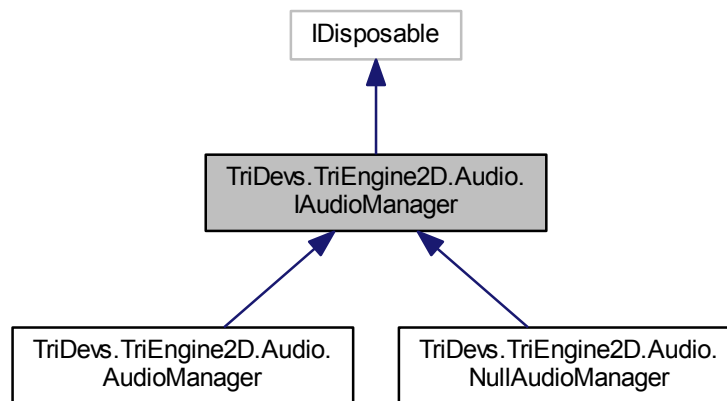 IDisposable
TriDevs.TriEngine2D.Audio.
IAudioManager
TriDevs.TriEngine2D.Audio.
AudioManager
TriDevs.TriEngine2D.Audio.
NullAudioManager